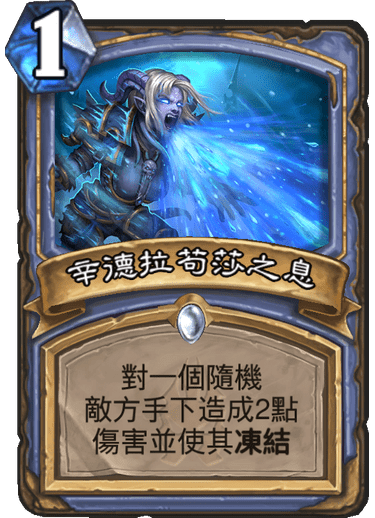 1
辛德拉苟莎之息
對一個隨機
敵方手下造成2點
傷害並使其凍結